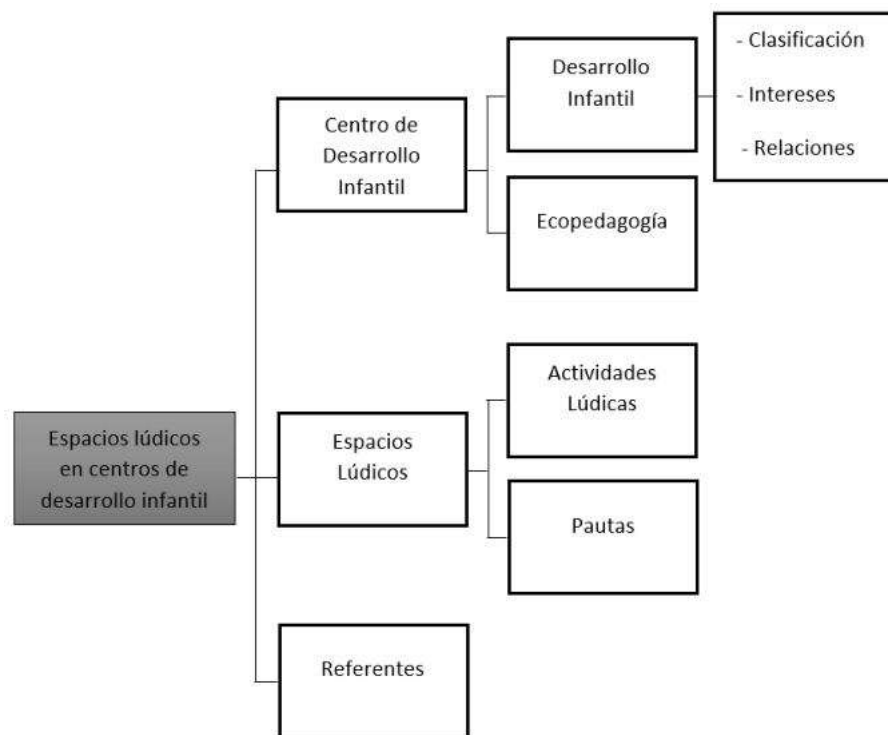 Espacios lúdicos
en centros de
desarrollo infantil
Centro de
Desarrollo
Infantil
Desarrollo
Infantil
- Clasificación
- Intereses
- Relaciones
Ecopedagogía
Espacios
Lúdicos
Actividades
Lúdicas
Pautas
Referentes